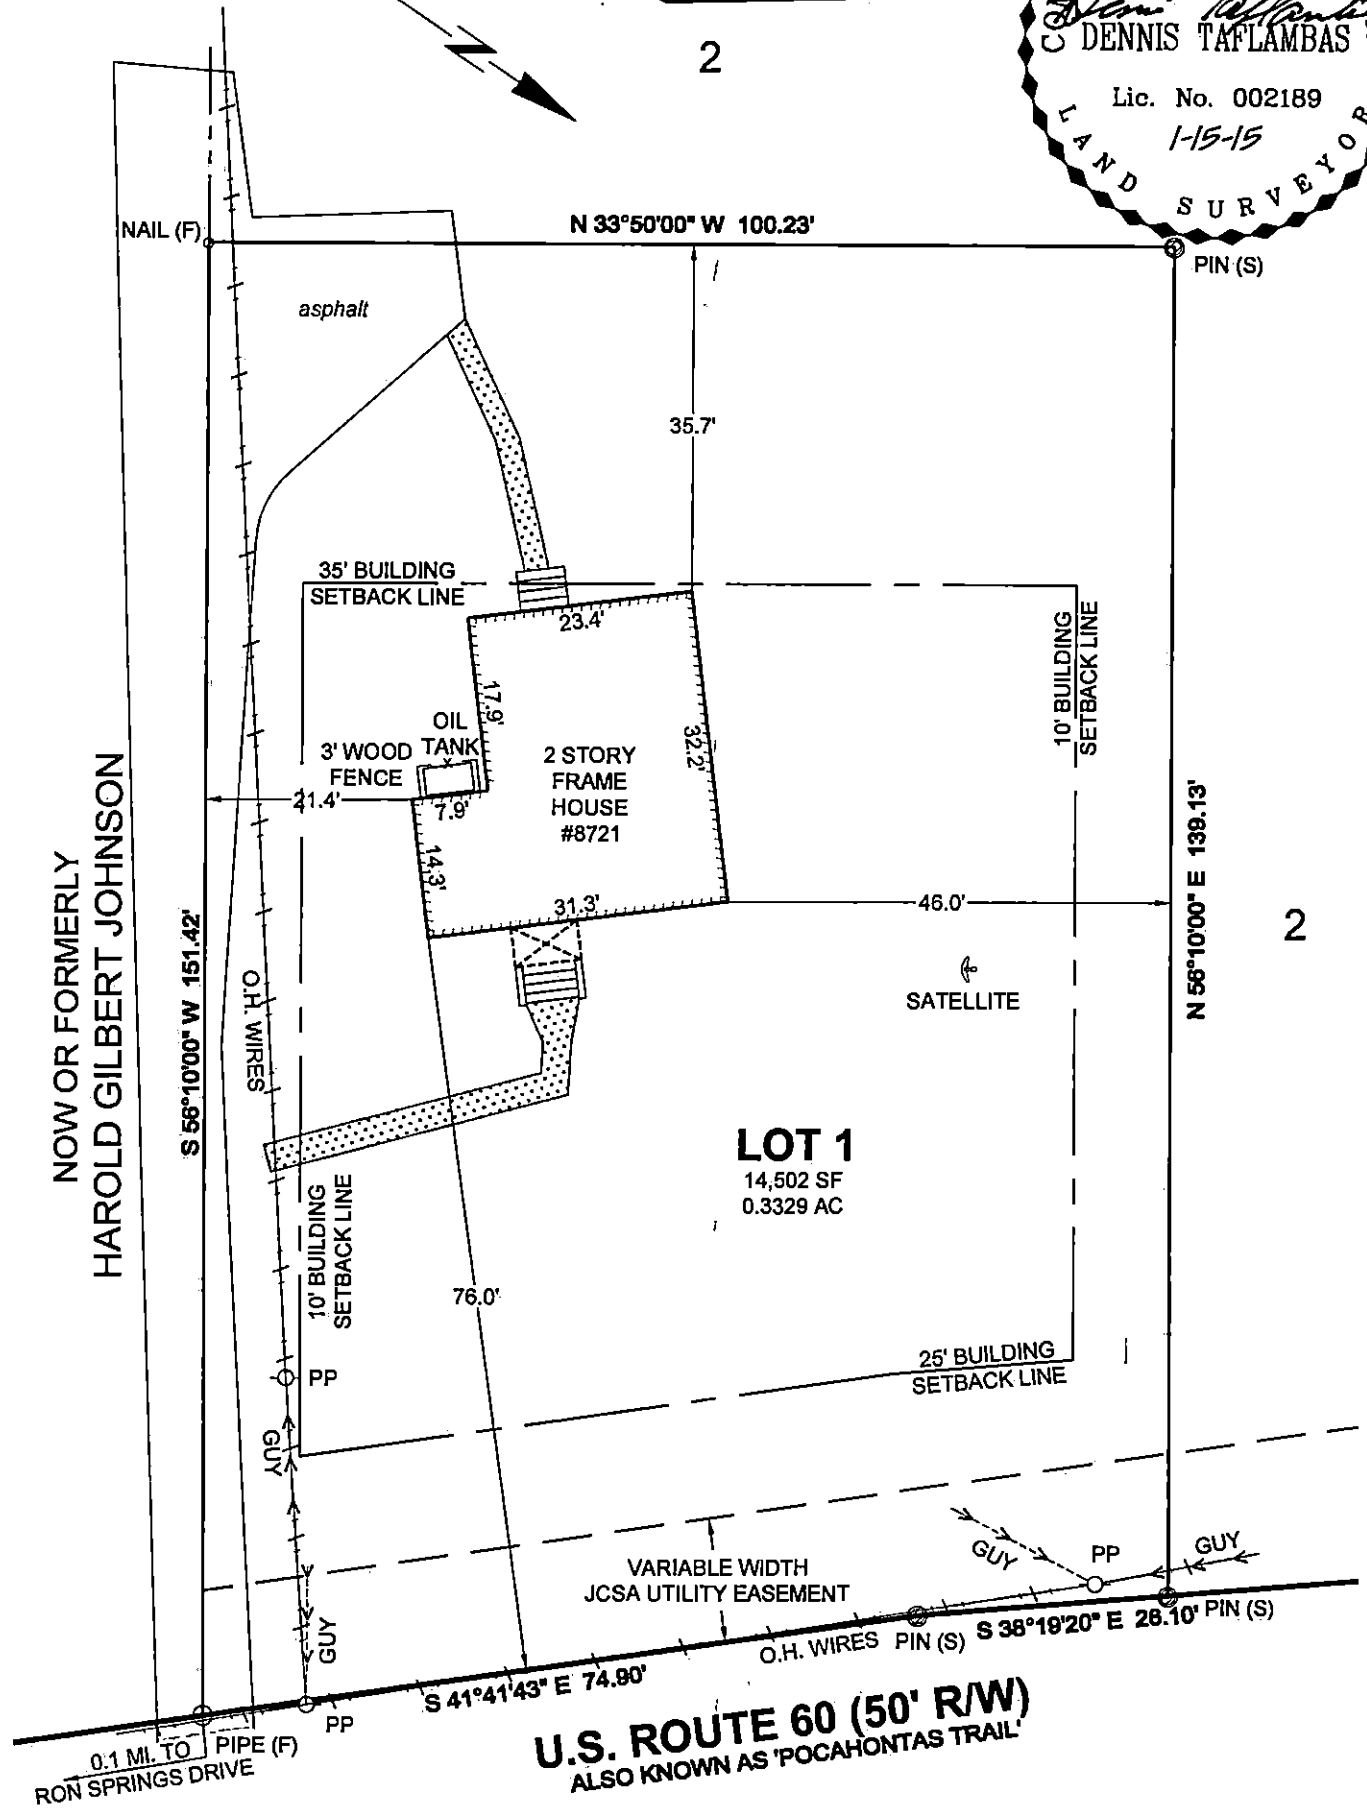 2
DENNIS TAFLAMBAS
Lic. No. 002189
1-15-15
LAND SURVEYOR
NAIL (F)
N 33°50'00" W 100.23'
PIN (S)
asphalt
35.7'
35' BUILDING
SETBACK LINE
23.4'
10' BUILDING
SETBACK LINE
17.9'
OIL
TANK
3' WOOD
FENCE
2 STORY
FRAME
HOUSE
#8721
32.2'
21.4'
7.9'
14.3'
31.3'
46.0'
N 56°10'00" E 139.13'
2
NOW OR FORMERLY
HAROLD GILBERT JOHNSON
S 56°10'00" W 151.42'
O.H. WIRES
SATELLITE
LOT 1
14,502 SF
0.3329 AC
10' BUILDING
SETBACK LINE
76.0'
PP
25' BUILDING
SETBACK LINE
GUY
VARIABLE WIDTH
JCSA UTILITY EASEMENT
GUY
PP
GUY
GUY
O.H. WIRES
PIN (S)
S 38°19'20" E 26.10'
PIN (S)
S 41°41'43" E 74.90'
PP
PIPE (F)
0.1 MI. TO
RON SPRINGS DRIVE
U.S. ROUTE 60 (50' R/W)
ALSO KNOWN AS 'POCAHONTAS TRAIL'